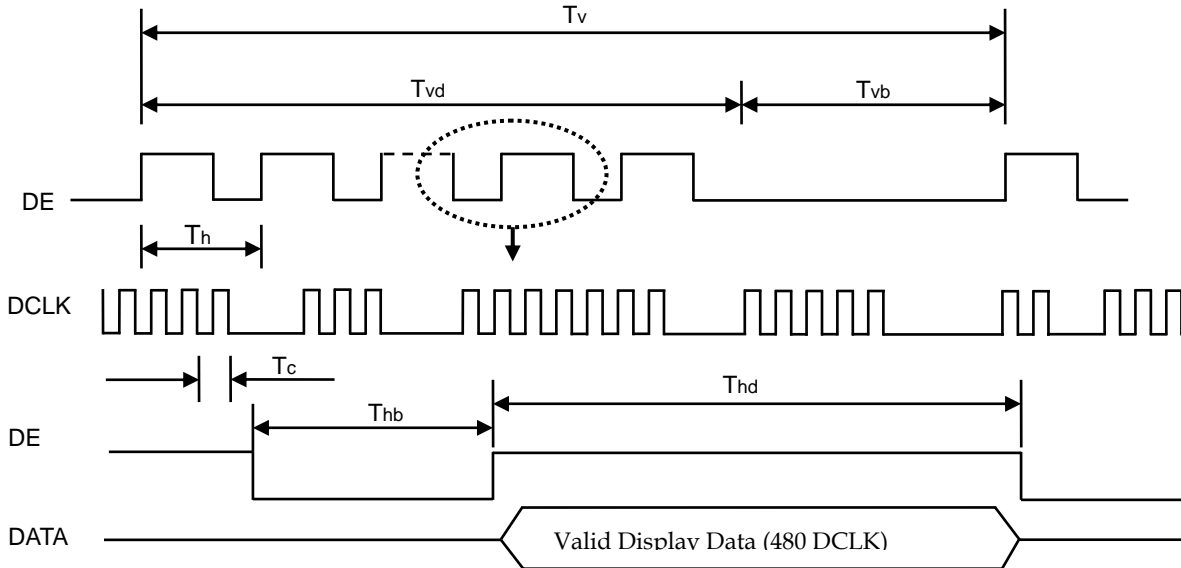 Tv
Tvd
Tvb
DE
Th
DCLK
Tc
Thd
Thb
DE
DATA
Valid Display Data (480 DCLK)